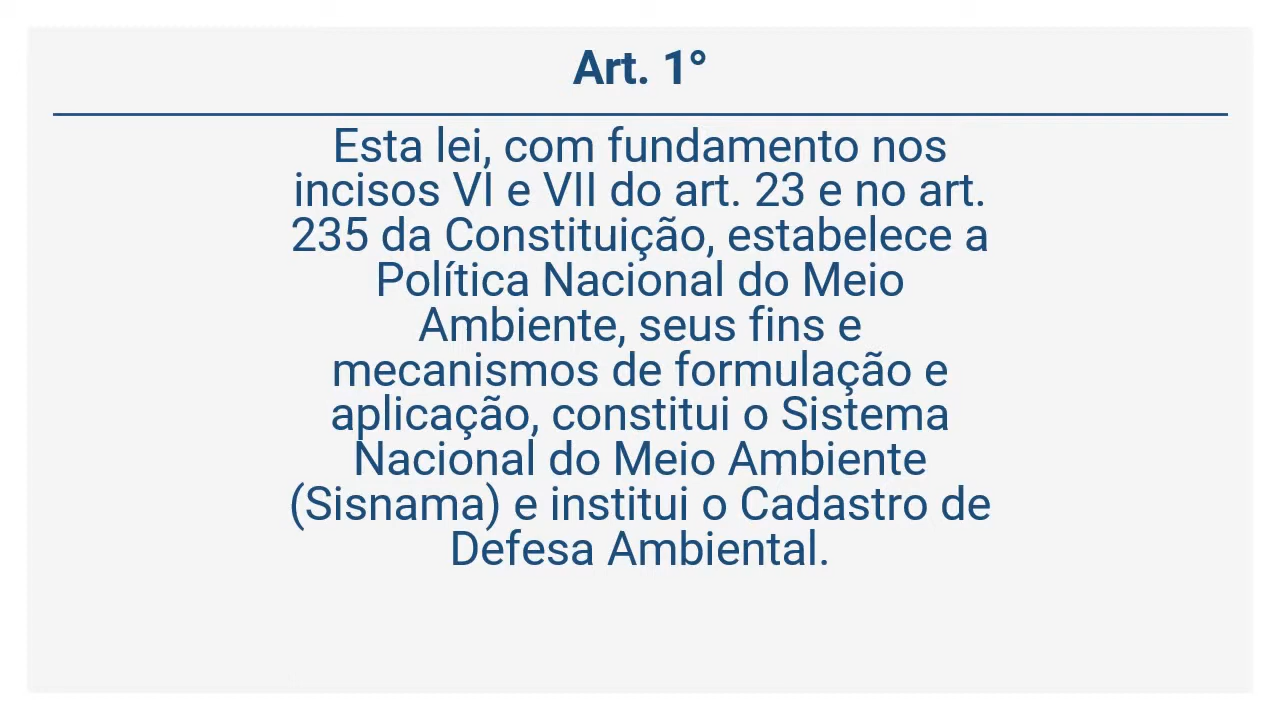 Art. 1°
Esta lei, com fundamento nos
incisos VI e VII do art. 23 e no art.
235 da Constituição, estabelece a
Política Nacional do Meio
Ambiente, seus fins e
mecanismos de formulação e
aplicação, constitui o Sistema
Nacional do Meio Ambiente
(Sisnama) e institui o Cadastro de
Defesa Ambiental.